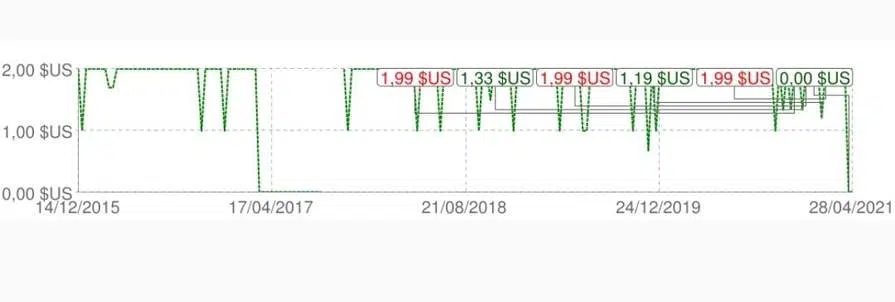 2,00 $US
1,99 $US 1,33 $US 1,99 $US 1,19 $US 1,99 $US 0,00 $US
1,00 $US
0,00 $US
14/12/2015 17/04/2017 21/08/2018 24/12/2019 28/04/2021